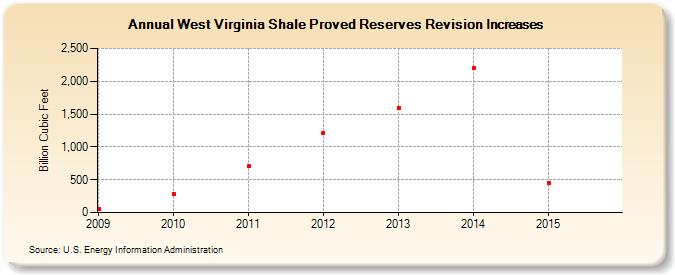 Annual West Virginia Shale Proved Reserves Revision Increases
Billion Cubic Feet
2,500
2,000
1,500
1,000
500
0
2009 2010 2011 2012 2013 2014 2015
Source: U.S. Energy Information Administration